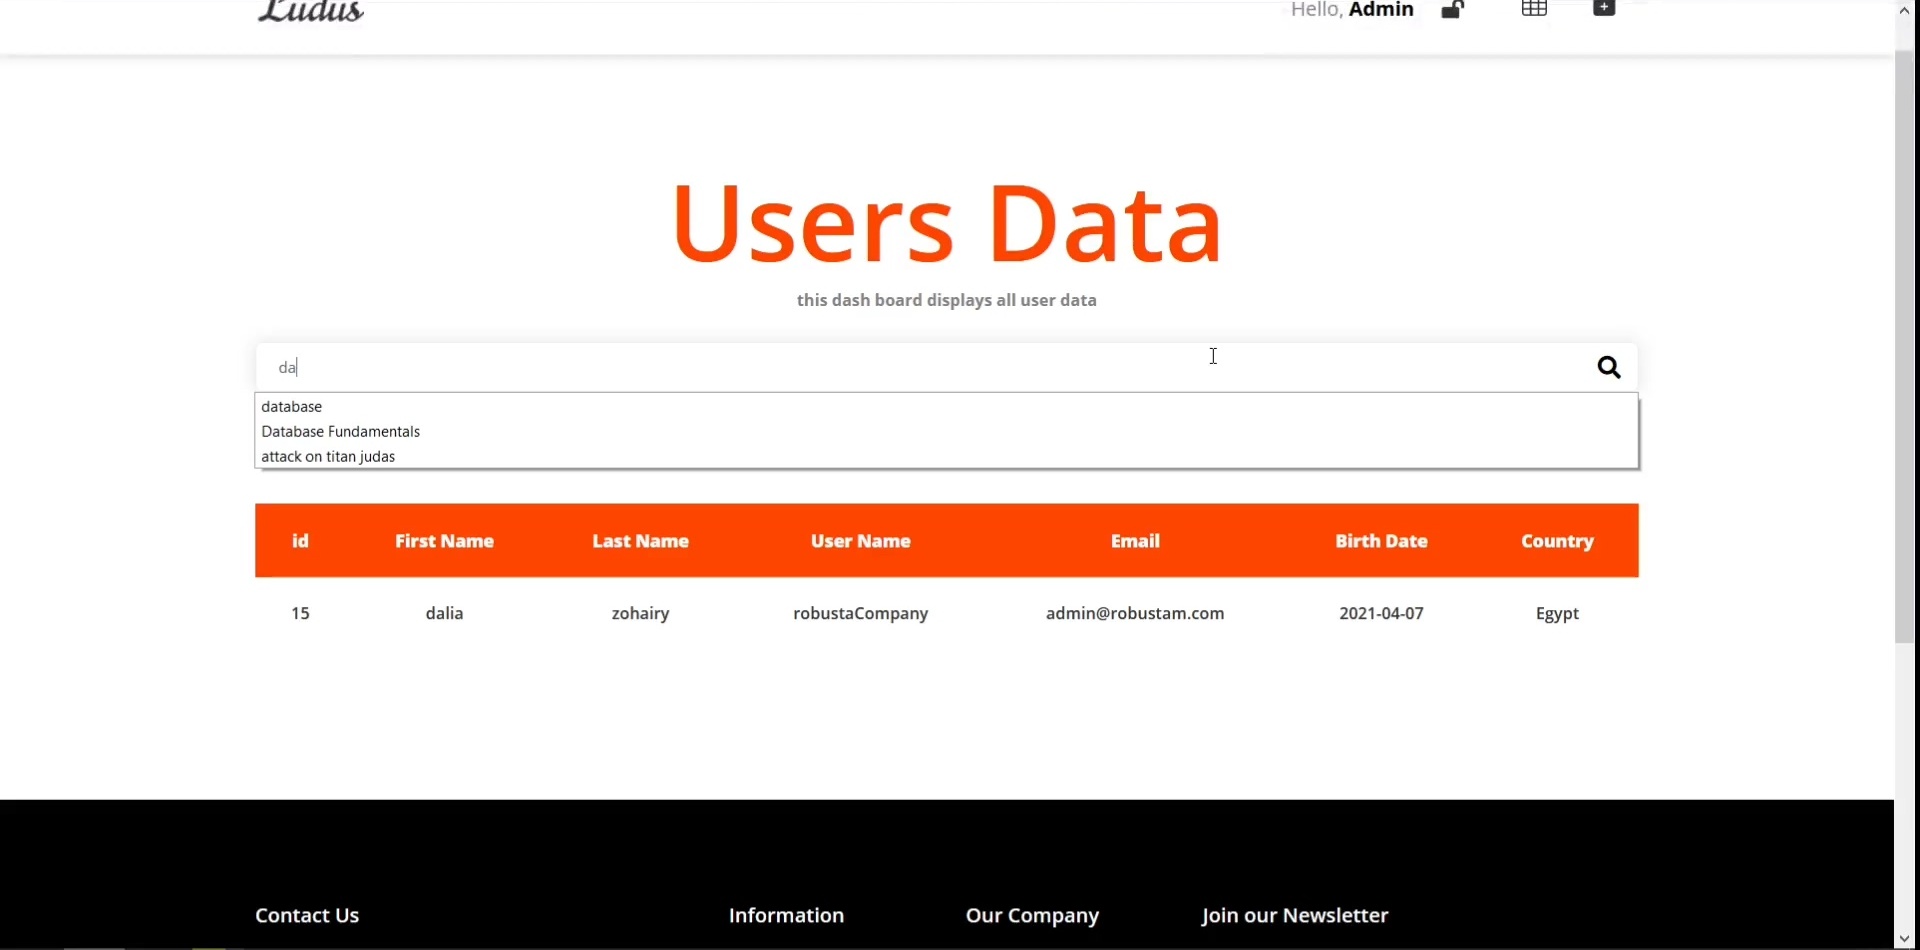 Ludus
Hello, Admin
Users Data
this dash board displays all user data
da
database
Database Fundamentals
attack on titan judas
id First Name Last Name User Name Email Birth Date Country
15 dalia zohairy robustaCompany admin@robustam.com 2021-04-07 Egypt
Contact Us Information Our Company Join our Newsletter